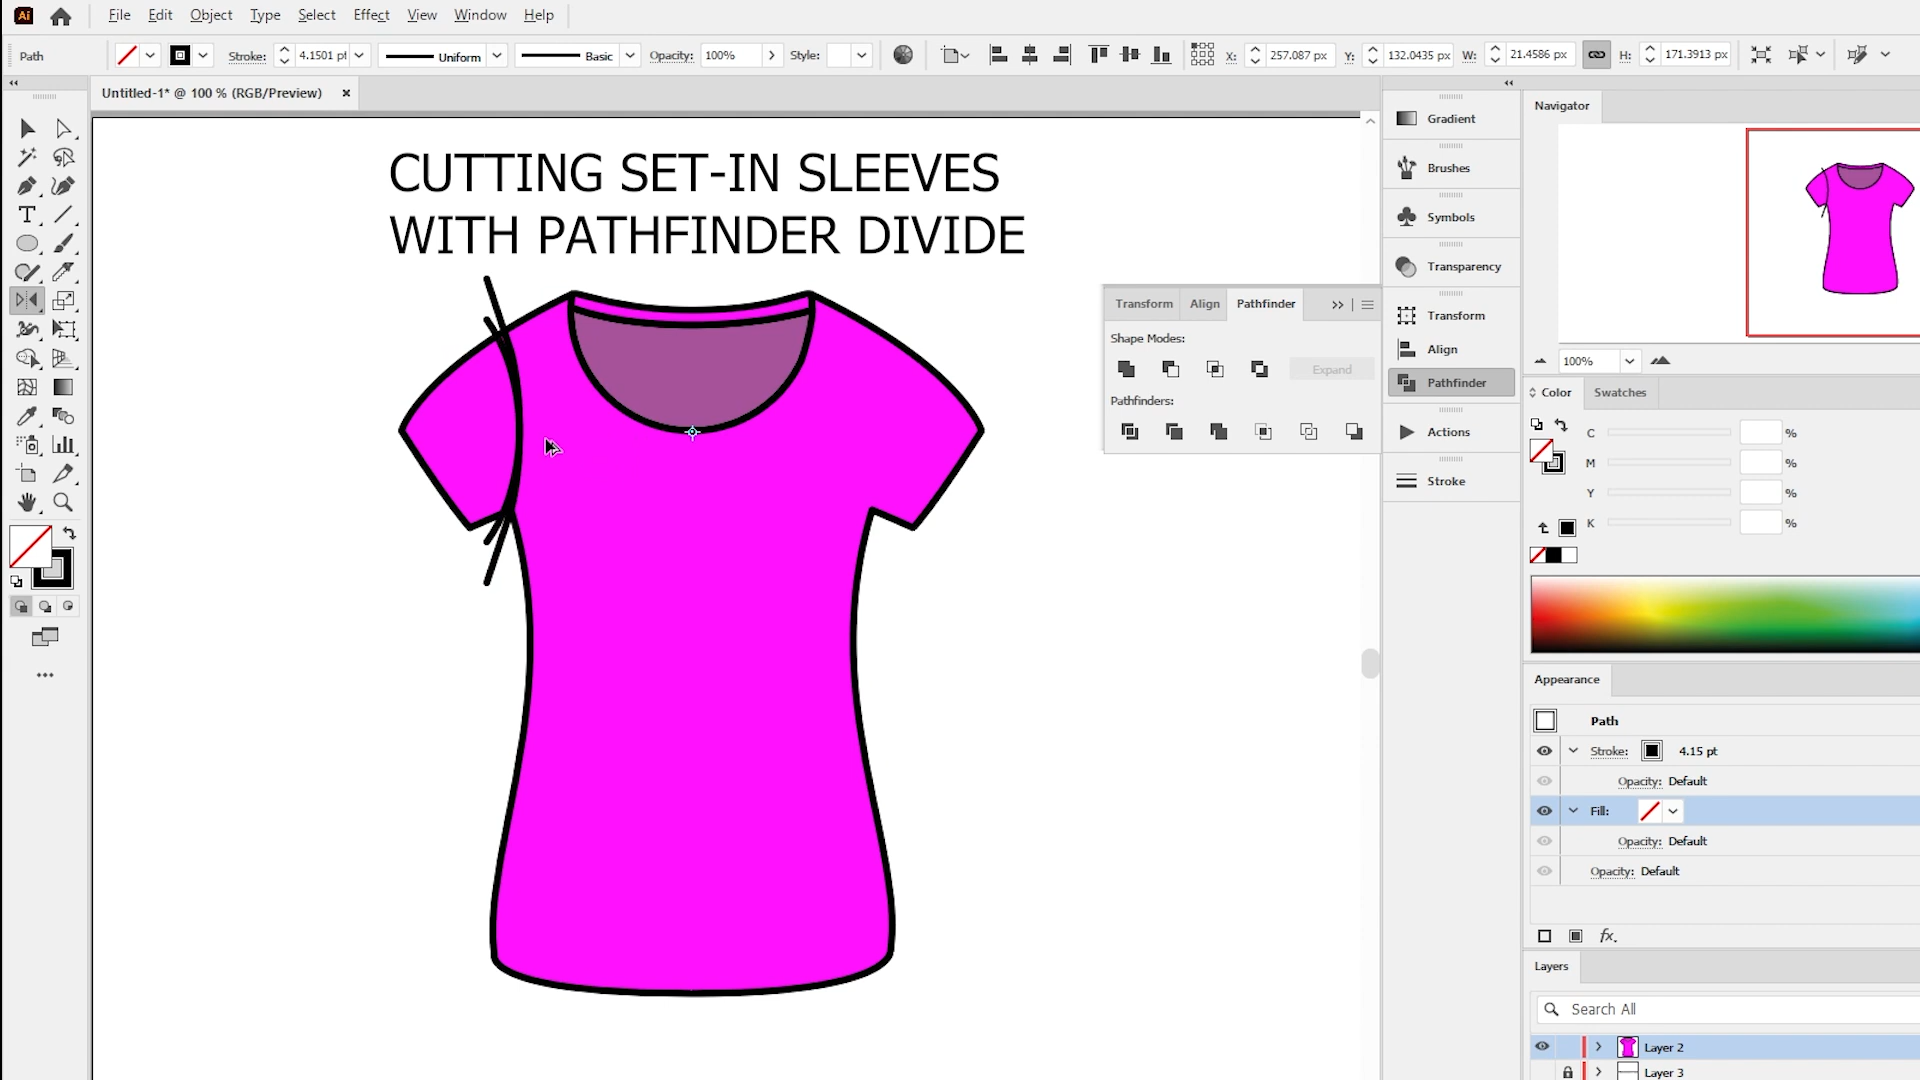 Ai File Edit Object Type Select Effect View Window Help
Path Stroke: 4.1501 pt Uniform Basic Opacity: 100% Style: X: 257.087 px Y: 132.0435 px W: 21.4586 px H: 171.3913 px
Untitled-1* @ 100 % (RGB/Preview)
CUTTING SET-IN SLEEVES
WITH PATHFINDER DIVIDE
Transform Align Pathfinder
Shape Modes:
Expand
Pathfinders:
Gradient
Brushes
Symbols
Transparency
Transform
Align
Pathfinder
Actions
Stroke
Navigator
100%
Color Swatches
C %
M %
Y %
K %
Appearance
Path
Stroke: 4.15 pt
Opacity: Default
Fill:
Opacity: Default
Opacity: Default
fx.
Layers
Search All
Layer 2
Layer 3